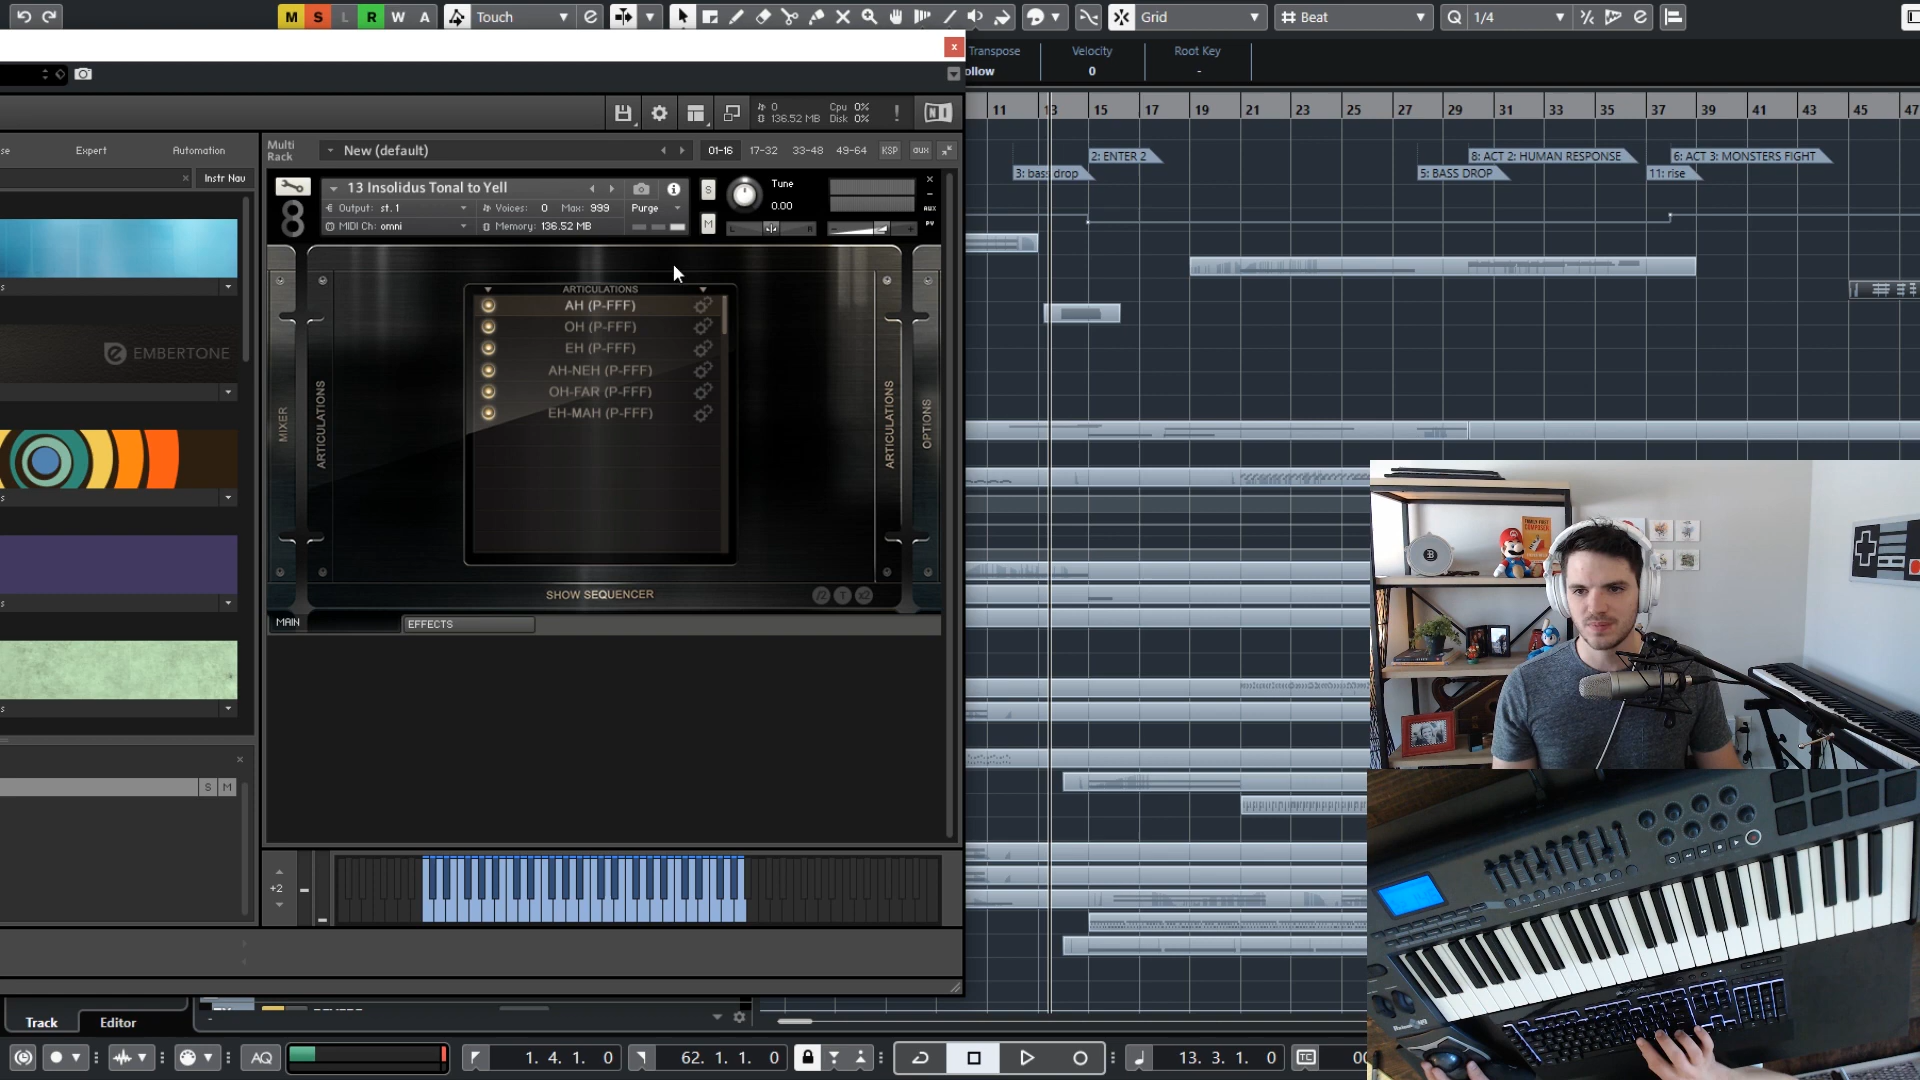 M S L R W A Touch Grid Beat Q 1/4
Transpose Velocity Root Key
ollow 0 -
0 Cpu 0%
136.52 MB Disk 0%
11 13 15 17 19 21 23 25 27 29 31 33 35 37 39 41 43 45 47
se Expert Automation
Multi
Rack
New (default) 01-16 17-32 33-48 49-64 KSP aux
Instr Nav
2: ENTER 2 8: ACT 2: HUMAN RESPONSE 6: ACT 3: MONSTERS FIGHT
3: bass drop 5: BASS DROP 11: rise
13 Insolidus Tonal to Yell
S Tune
0.00
Output: st. 1 Voices: 0 Max: 999 Purge
MIDI Ch: omni Memory: 136.52 MB M L R
AUX
PV
ARTICULATIONS
AH (P-FFF)
OH (P-FFF)
EH (P-FFF)
AH-NEH (P-FFF)
OH-FAR (P-FFF)
EH-MAH (P-FFF)
MIXER
ARTICULATIONS
ARTICULATIONS
OPTIONS
EMBERTONE
SHOW SEQUENCER
/2 T x2
MAIN EFFECTS
S M
+2
Track Editor
AQ 1. 4. 1. 0 62. 1. 1. 0 13. 3. 1. 0 TC